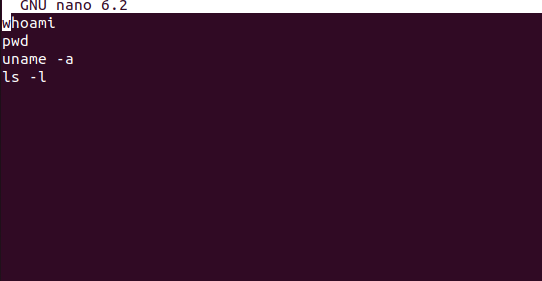 GNU nano 6.2
whoami
pwd
uname -a
ls -l